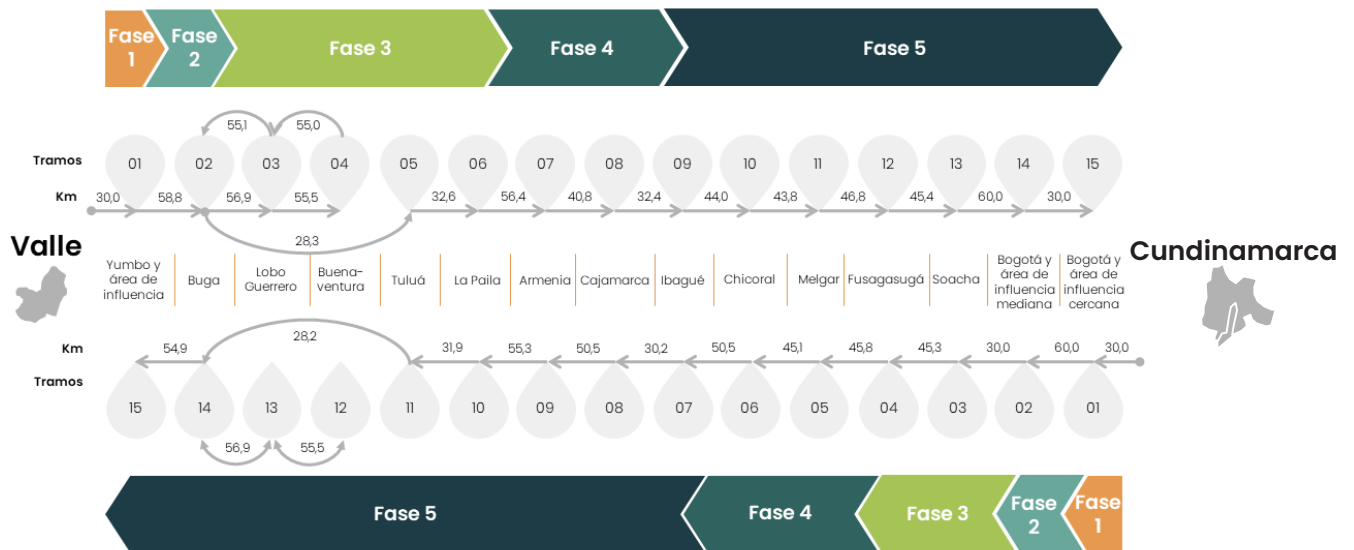 Fase 1
Fase 2
Fase 3
Fase 4
Fase 5
55,1
55,0
Tramos
01 02 03 04 05 06 07 08 09 10 11 12 13 14 15
Km
30,0 58,8 56,9 55,5 32,6 56,4 40,8 32,4 44,0 43,8 46,8 45,4 60,0 30,0
28,3
Valle
Cundinamarca
Yumbo y
área de
influencia
Buga
Lobo
Guerrero
Buena-
ventura
Tuluá
La Paila
Armenia
Cajamarca
Ibagué
Chicoral
Melgar
Fusagasugá
Soacha
Bogotá y
área de
influencia
mediana
Bogotá y
área de
influencia
cercana
28,2
Km
54,9 31,9 55,3 50,5 30,2 50,5 45,1 45,8 45,3 30,0 60,0 30,0
Tramos
15 14 13 12 11 10 09 08 07 06 05 04 03 02 01
56,9
55,5
Fase 5
Fase 4
Fase 3
Fase 2
Fase 1